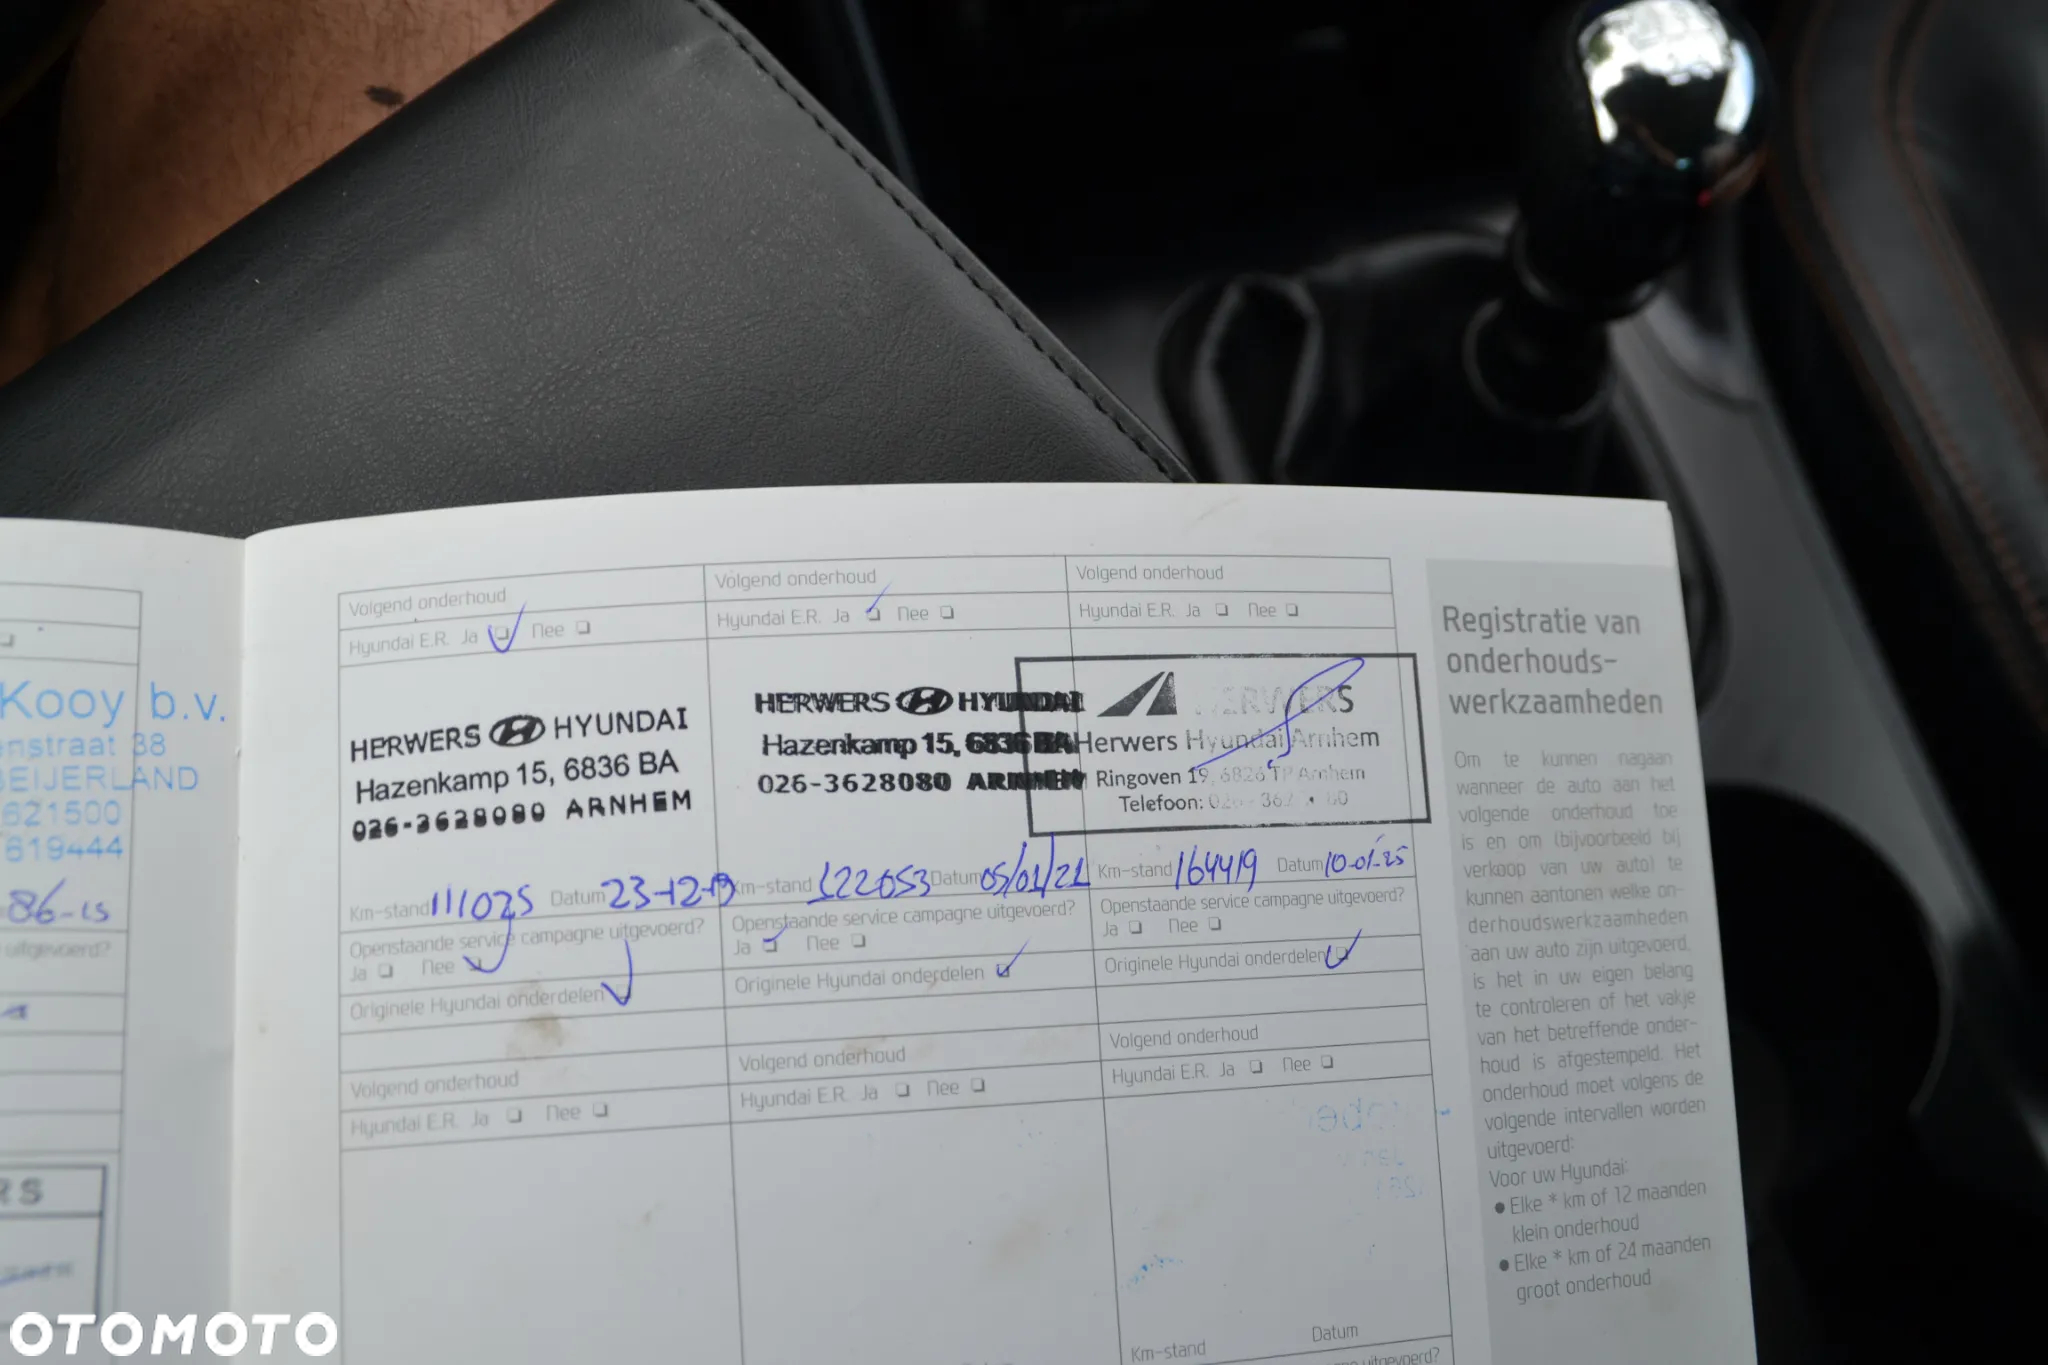 Kooy b.v.
nstraat 38
BEIJERLAND
621500
619444
86-15
uitgevoerd?
RS
Volgend onderhoud
Hyundai E.R. Ja Nee
HERWERS HYUNDAI
Hazenkamp 15, 6836 BA
026-3628080 ARNHEM
Km-stand 111025 Datum 23-12-19
Openstaande service campagne uitgevoerd?
Ja Nee
Originele Hyundai onderdelen
Volgend onderhoud
Hyundai E.R. Ja Nee
Volgend onderhoud
Hyundai E.R. Ja Nee
HERWERS HYUNDAI
Hazenkamp 15, 6836 BA
026-3628080 ARNHEM
Km-stand 122053 Datum 05/01/21
Openstaande service campagne uitgevoerd?
Ja Nee
Originele Hyundai onderdelen
Volgend onderhoud
Hyundai E.R. Ja Nee
Volgend onderhoud
Hyundai E.R. Ja Nee
HERWERS
Herwers Hyundai Arnhem
Ringoven 19, 6826 TP Arnhem
Telefoon:
Km-stand 164419 Datum 10-01-25
Openstaande service campagne uitgevoerd?
Ja Nee
Originele Hyundai onderdelen
Volgend onderhoud
Hyundai E.R. Ja Nee
Km-stand Datum
uitgevoerd?
Registratie van
onderhouds-
werkzaamheden
Om te kunnen nagaan
wanneer de auto aan het
volgende onderhoud toe
is en om (bijvoorbeeld bij
verkoop van uw auto) te
kunnen aantonen welke on-
derhoudswerkzaamheden
aan uw auto zijn uitgevoerd,
is het in uw eigen belang
te controleren of het vakje
van het betreffende onder-
houd is afgestempeld. Het
onderhoud moet volgens de
volgende intervallen worden
uitgevoerd:
Voor uw Hyundai:
● Elke * km of 12 maanden
klein onderhoud
● Elke * km of 24 maanden
groot onderhoud
OTOMOTO